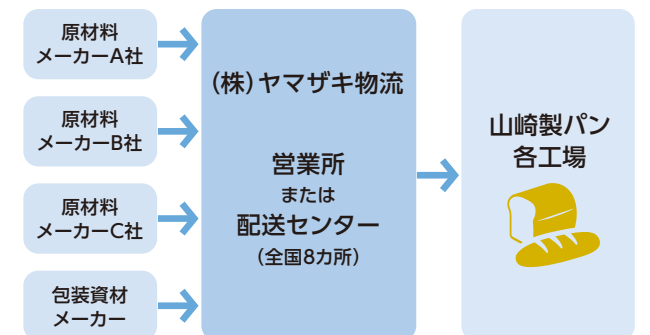 原材料
メーカーA社
原材料
メーカーB社
原材料
メーカーC社
包装資材
メーカー
(株)ヤマザキ物流
営業所
または
配送センター
(全国8カ所)
山崎製パン
各工場